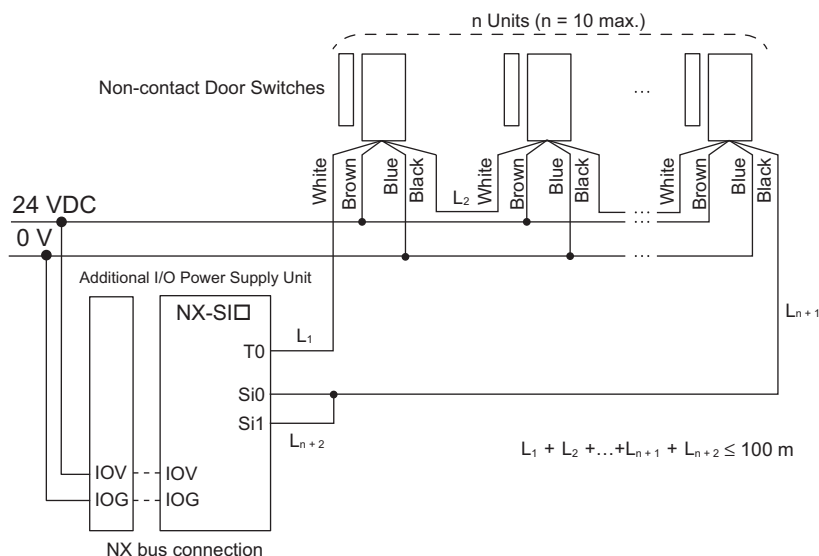 n Units (n = 10 max.)
Non-contact Door Switches
...
White
Brown
Blue
Black
L2
White
Brown
Blue
Black
White
Brown
Blue
Black
24 VDC
...
0 V
...
Additional I/O Power Supply Unit
NX-SI□
L1
Ln + 1
T0
Si0
Si1
Ln + 2
L1 + L2 +…+Ln + 1 + Ln + 2 ≤ 100 m
IOV
IOV
IOG
IOG
NX bus connection